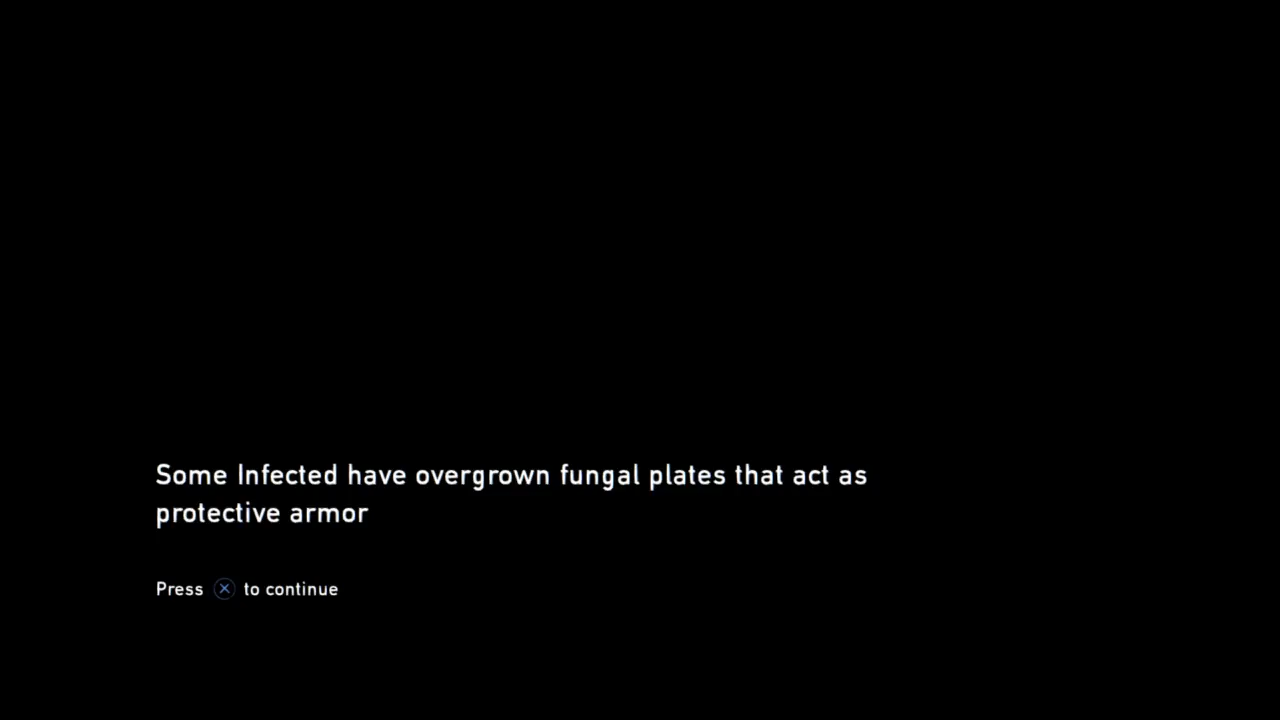 Some Infected have overgrown fungal plates that act as
protective armor
Press ⓧ to continue